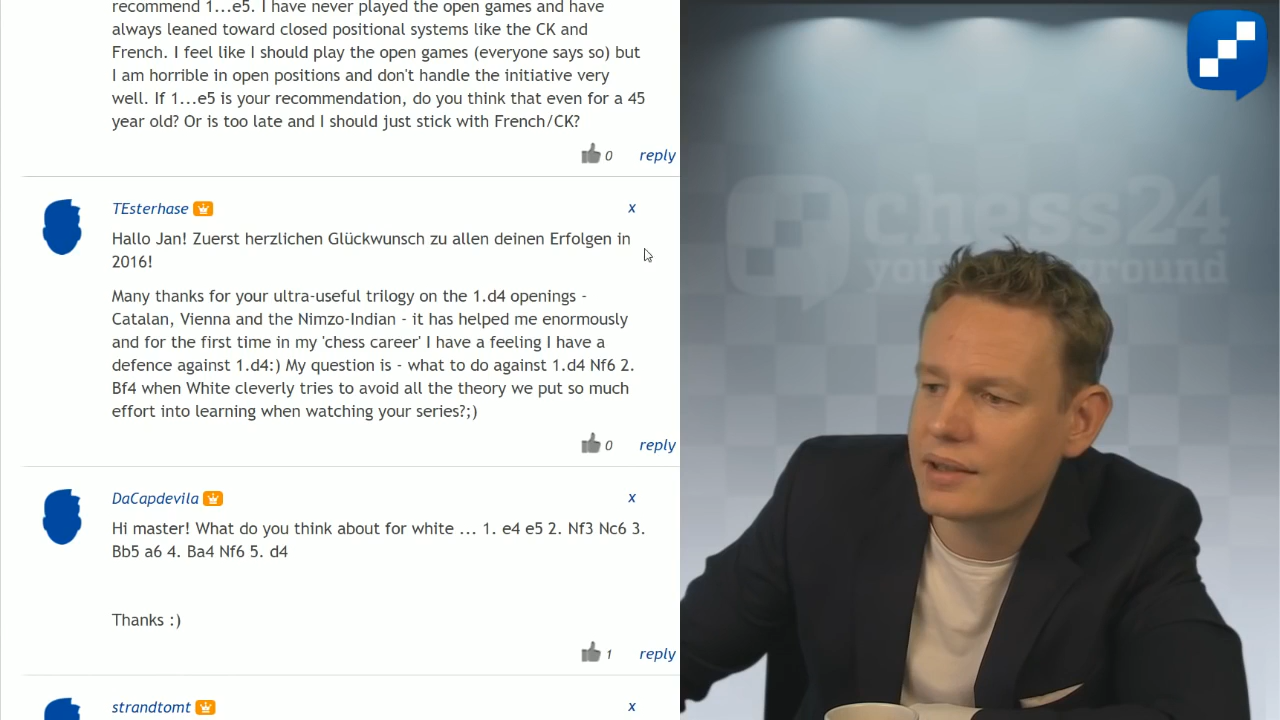 recommend 1...e5. I have never played the open games and have
always leaned toward closed positional systems like the CK and
French. I feel like I should play the open games (everyone says so) but
I am horrible in open positions and don't handle the initiative very
well. If 1...e5 is your recommendation, do you think that even for a 45
year old? Or is too late and I should just stick with French/CK?
0 reply
TEsterhase x
Hallo Jan! Zuerst herzlichen Glückwunsch zu allen deinen Erfolgen in
2016!
Many thanks for your ultra-useful trilogy on the 1.d4 openings -
Catalan, Vienna and the Nimzo-Indian - it has helped me enormously
and for the first time in my 'chess career' I have a feeling I have a
defence against 1.d4:) My question is - what to do against 1.d4 Nf6 2.
Bf4 when White cleverly tries to avoid all the theory we put so much
effort into learning when watching your series?;)
0 reply
DaCapdevila x
Hi master! What do you think about for white ... 1. e4 e5 2. Nf3 Nc6 3.
Bb5 a6 4. Ba4 Nf6 5. d4
Thanks :)
1 reply
strandtomt x
chess24